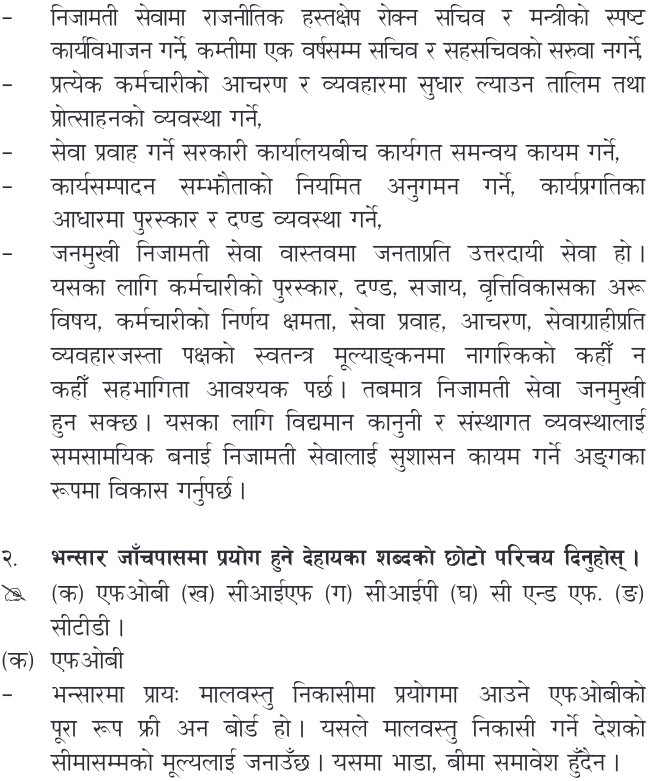 – निजामती सेवामा राजनीतिक हस्तक्षेप रोक्न सचिव र मन्त्रीको स्पष्ट
कार्यविभाजन गर्ने, कम्तीमा एक वर्षसम्म सचिव र सहसचिवको सरुवा नगर्ने,
– प्रत्येक कर्मचारीको आचरण र व्यवहारमा सुधार ल्याउन तालिम तथा
प्रोत्साहनको व्यवस्था गर्ने,
– सेवा प्रवाह गर्ने सरकारी कार्यालयबीच कार्यगत समन्वय कायम गर्ने,
– कार्यसम्पादन सम्झौताको नियमित अनुगमन गर्ने, कार्यप्रगतिका
आधारमा पुरस्कार र दण्ड व्यवस्था गर्ने,
– जनमुखी निजामती सेवा वास्तवमा जनताप्रति उत्तरदायी सेवा हो।
यसका लागि कर्मचारीको पुरस्कार, दण्ड, सजाय, वृत्तिविकासका अरू
विषय, कर्मचारीको निर्णय क्षमता, सेवा प्रवाह, आचरण, सेवाग्राहीप्रति
व्यवहारजस्ता पक्षको स्वतन्त्र मूल्याङ्कनमा नागरिकको कहीँ न
कहीँ सहभागिता आवश्यक पर्छ। तबमात्र निजामती सेवा जनमुखी
हुन सक्छ। यसका लागि विद्यमान कानुनी र संस्थागत व्यवस्थालाई
समसामयिक बनाई निजामती सेवालाई सुशासन कायम गर्ने अङ्गका
रूपमा विकास गर्नुपर्छ।
२. भन्सार जाँचपासमा प्रयोग हुने देहायका शब्दको छोटो परिचय दिनुहोस्।
(क) एफओबी (ख) सीआईएफ (ग) सीआईपी (घ) सी एन्ड एफ. (ङ)
सीटीडी।
(क) एफओबी
– भन्सारमा प्रायः मालवस्तु निकासीमा प्रयोगमा आउने एफओबीको
पूरा रूप फ्री अन बोर्ड हो। यसले मालवस्तु निकासी गर्ने देशको
सीमासम्मको मूल्यलाई जनाउँछ। यसमा भाडा, बीमा समावेश हुँदैन।